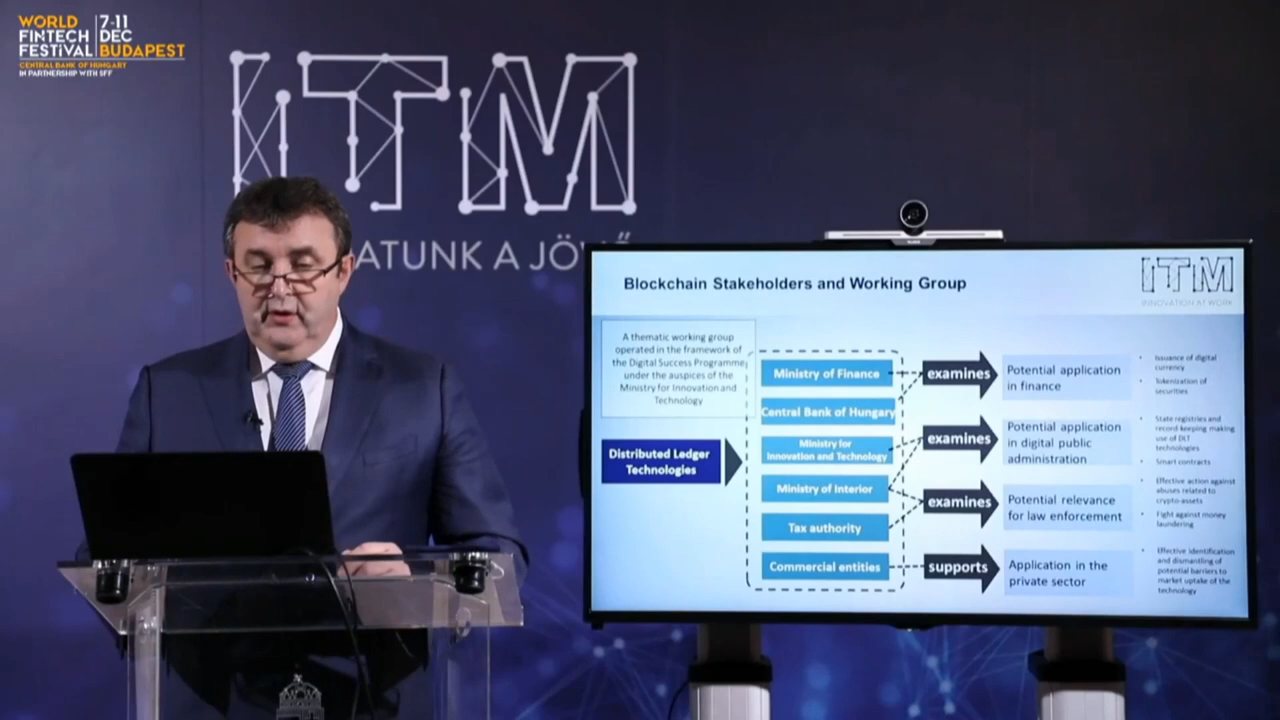 WORLD
FINTECH
FESTIVAL
7-11
DEC
BUDAPEST
CENTRAL BANK OF HUNGARY
IN PARTNERSHIP WITH SFF
ITM
ATUNK A JÖVŐ
Blockchain Stakeholders and Working Group
ITM
INNOVATION AT WORK
A thematic working group
operated in the framework of
the Digital Success Programme
under the auspices of the
Ministry for Innovation and
Technology
Distributed Ledger
Technologies
Ministry of Finance
Central Bank of Hungary
Ministry for
Innovation and Technology
Ministry of Interior
Tax authority
Commercial entities
examines
examines
examines
supports
Potential application
in finance
Potential application
in digital public
administration
Potential relevance
for law enforcement
Application in the
private sector
• Issuance of digital
currency
• Tokenization of
securities
• State registries and
record-keeping making
use of DLT
technologies
• Smart contracts
• Effective action against
abuses related to
crypto-assets
• Fight against money
laundering
• Effective identification
and dismantling of
potential barriers to
market uptake of the
technology